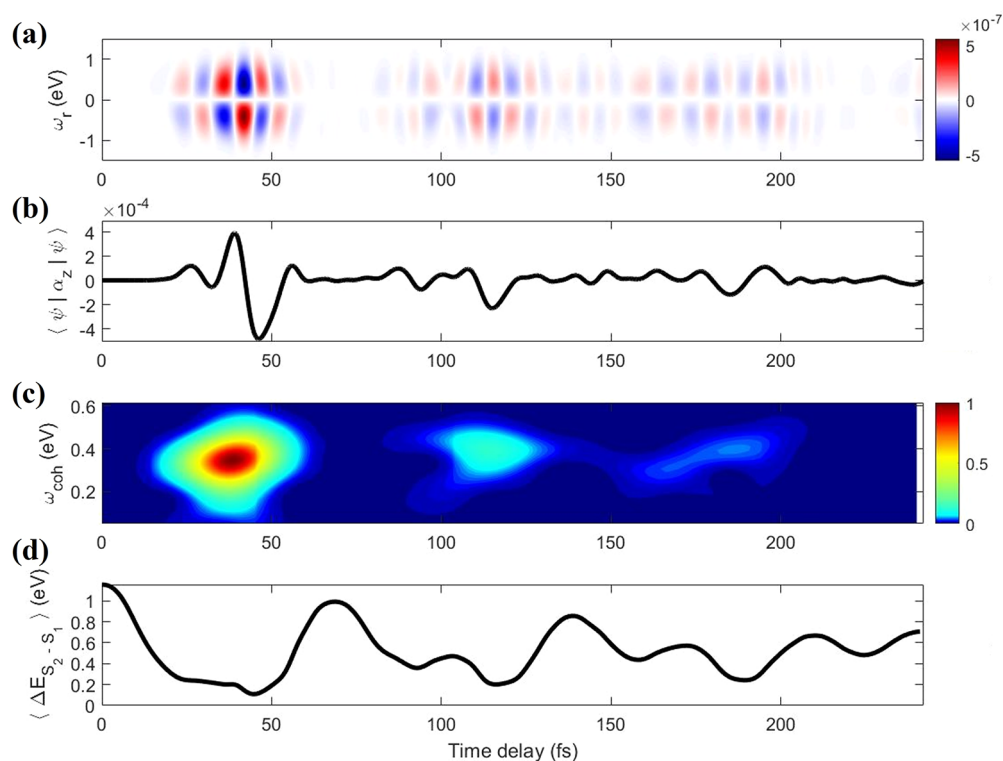 (a)
×10⁻⁷
ω_r (eV)
1
0
-1
5
0
-5
0 50 100 150 200
(b)
×10⁻⁴
⟨ ψ | α_z | ψ ⟩
4
2
0
-2
-4
0 50 100 150 200
(c)
ω_coh (eV)
0.6
0.4
0.2
1
0.5
0
0 50 100 150 200
(d)
⟨ ΔE_{S₂ - S₁} ⟩ (eV)
1
0.8
0.6
0.4
0.2
0
0 50 100 150 200
Time delay (fs)